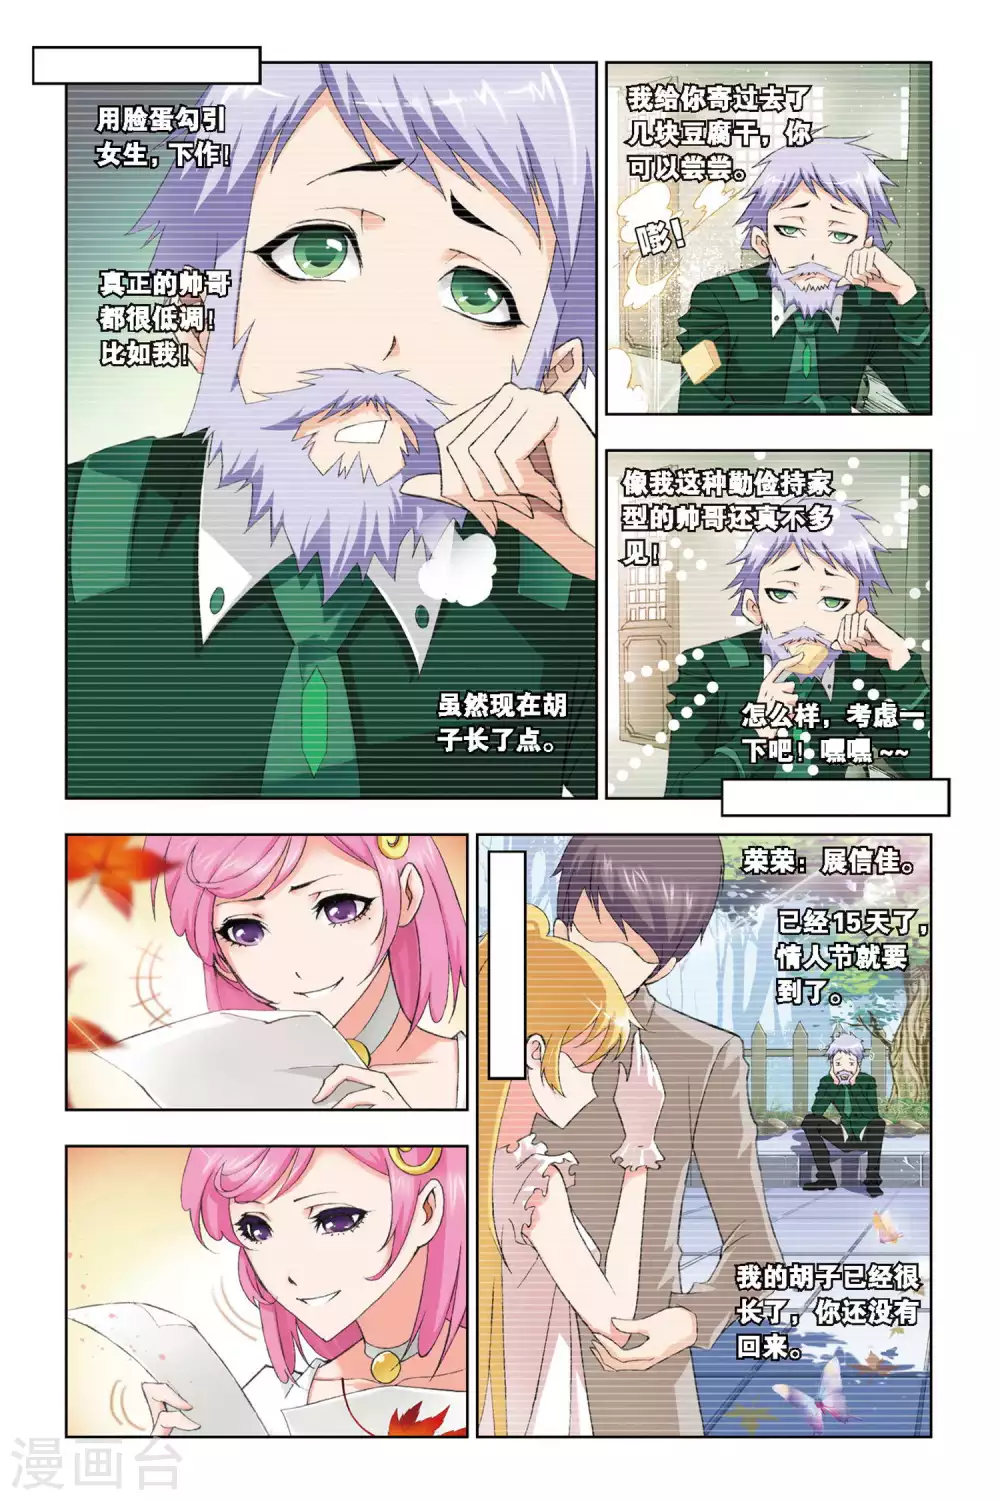 用脸蛋勾引
女生，下作！
真正的帅哥
都很低调！
比如我！
虽然现在胡
子长了点。
我给你寄过去了
几块豆腐干，你
可以尝尝。
嘭！
像我这种勤俭持家
型的帅哥还真不多
见！
怎么样，考虑一
下吧！嘿嘿~~
荣荣：展信佳。
已经15天了，
情人节就要
到了。
我的胡子已经很
长了，你还没有
回来。
漫画台